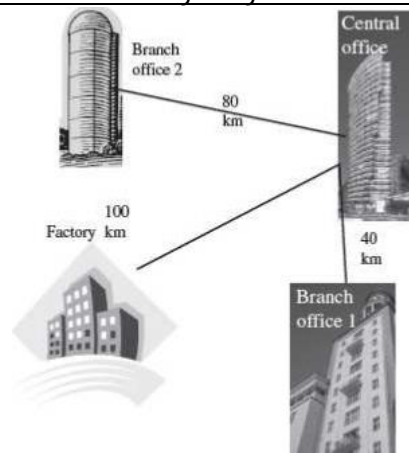 Central
office
Branch
office 2
80
km
100
Factory km
40
km
Branch
office 1